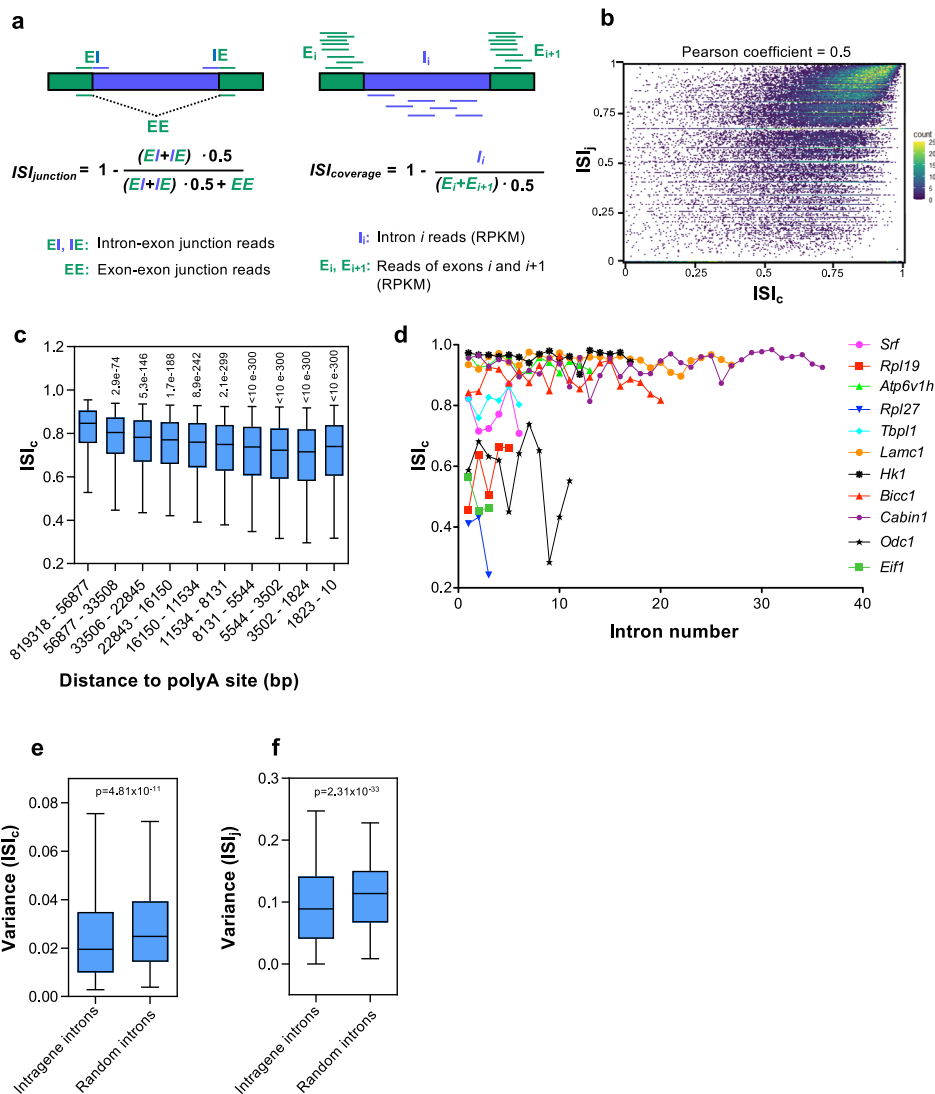 a
EI
IE
EE
ISIjunction = 1 - (EI+IE) · 0.5
(EI+IE) · 0.5 + EE
EI, IE: Intron-exon junction reads
EE: Exon-exon junction reads
Ei
Ii
Ei+1
ISIcoverage = 1 - Ii
(Ei+Ei+1) · 0.5
Ii: Intron i reads (RPKM)
Ei, Ei+1: Reads of exons i and i+1
(RPKM)
b
Pearson coefficient = 0.5
1
0.75
0.5
0.25
0
ISIj
0
0.25
0.5
0.75
1
ISIc
count
25
20
15
10
5
0
c
1.0
0.8
0.6
0.4
0.2
ISIc
2.9e-74
5.3e-146
1.7e-188
8.9e-242
2.1e-299
<10 e-300
<10 e-300
<10 e-300
<10 e-300
819318 - 56877
56877 - 33508
33506 - 22845
22843 - 16150
16150 - 11534
11534 - 8131
8131 - 5544
5544 - 3502
3502 - 1824
1823 - 10
Distance to polyA site (bp)
d
1.0
0.8
0.6
0.4
0.2
ISIc
0
10
20
30
40
Intron number
Srf
Rpl19
Atp6v1h
Rpl27
Tbpl1
Lamc1
Hk1
Bicc1
Cabin1
Odc1
Eif1
e
p=4.81x10-11
0.08
0.06
0.04
0.02
0.00
Variance (ISIc)
Intragene introns
Random introns
f
p=2.31x10-33
0.3
0.2
0.1
0.0
Variance (ISIj)
Intragene introns
Random introns